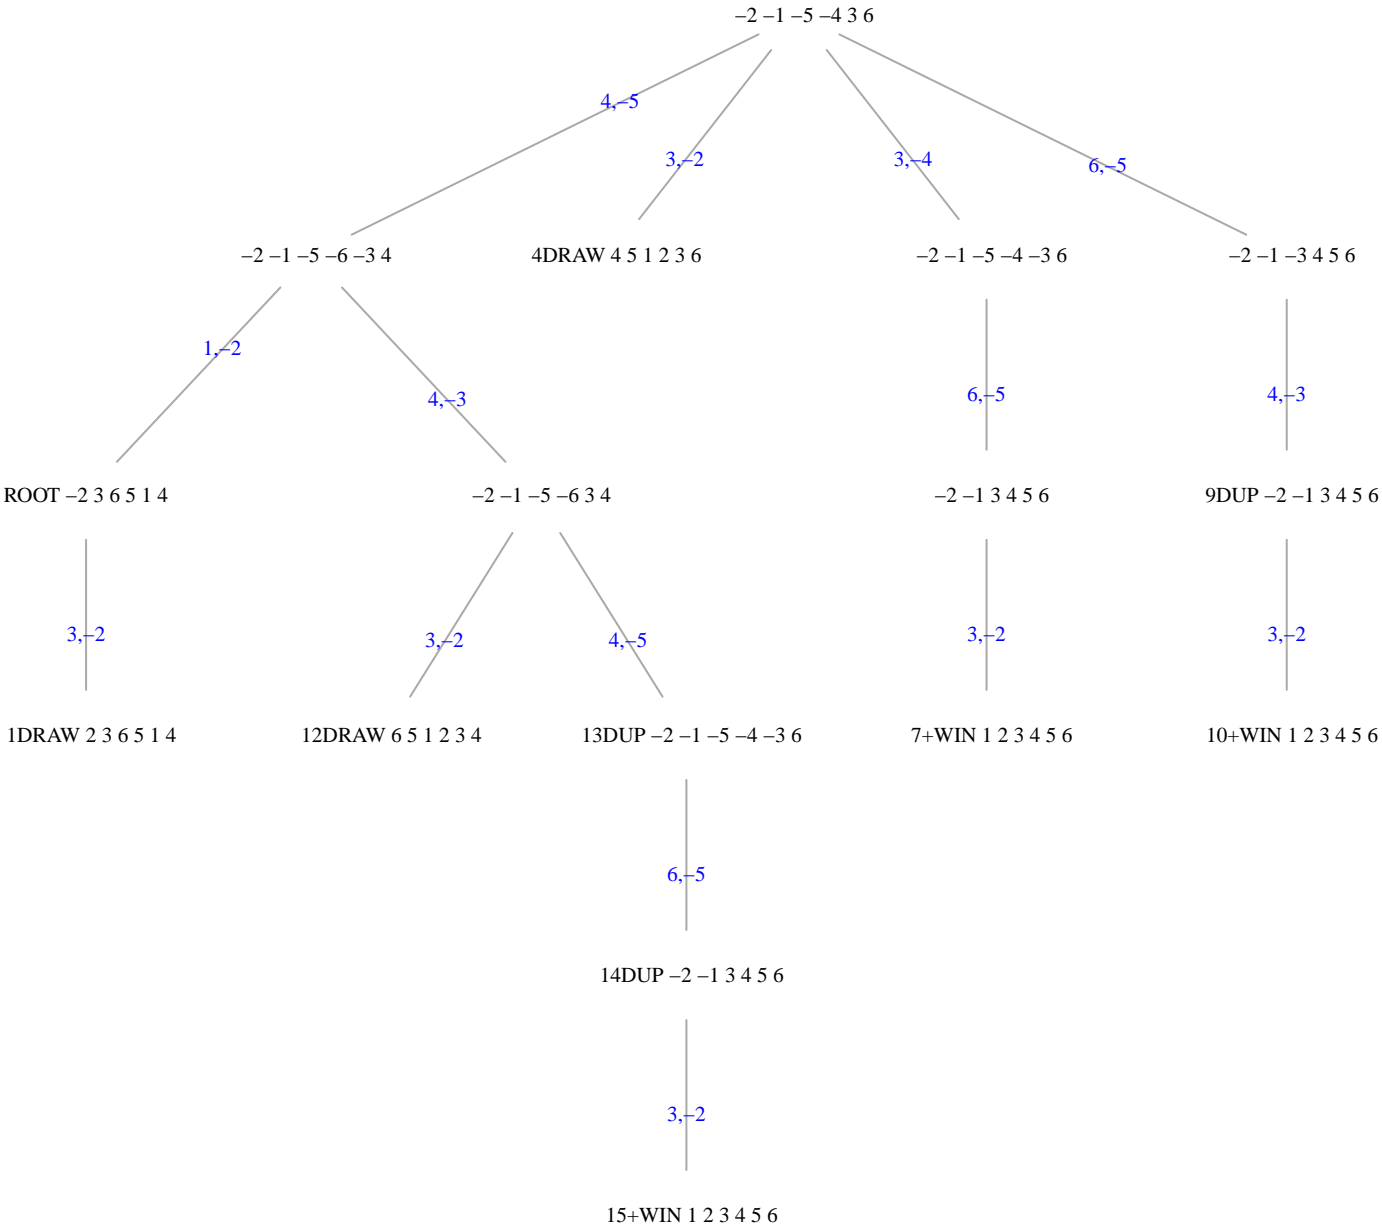 –2 –1 –5 –4 3 6
4,–5
3,–2
3,–4
6,–5
–2 –1 –5 –6 –3 4
4DRAW 4 5 1 2 3 6
–2 –1 –5 –4 –3 6
–2 –1 –3 4 5 6
1,–2
4,–3
6,–5
4,–3
ROOT –2 3 6 5 1 4
–2 –1 –5 –6 3 4
–2 –1 3 4 5 6
9DUP –2 –1 3 4 5 6
3,–2
3,–2
4,–5
3,–2
3,–2
1DRAW 2 3 6 5 1 4
12DRAW 6 5 1 2 3 4
13DUP –2 –1 –5 –4 –3 6
7+WIN 1 2 3 4 5 6
10+WIN 1 2 3 4 5 6
6,–5
14DUP –2 –1 3 4 5 6
3,–2
15+WIN 1 2 3 4 5 6